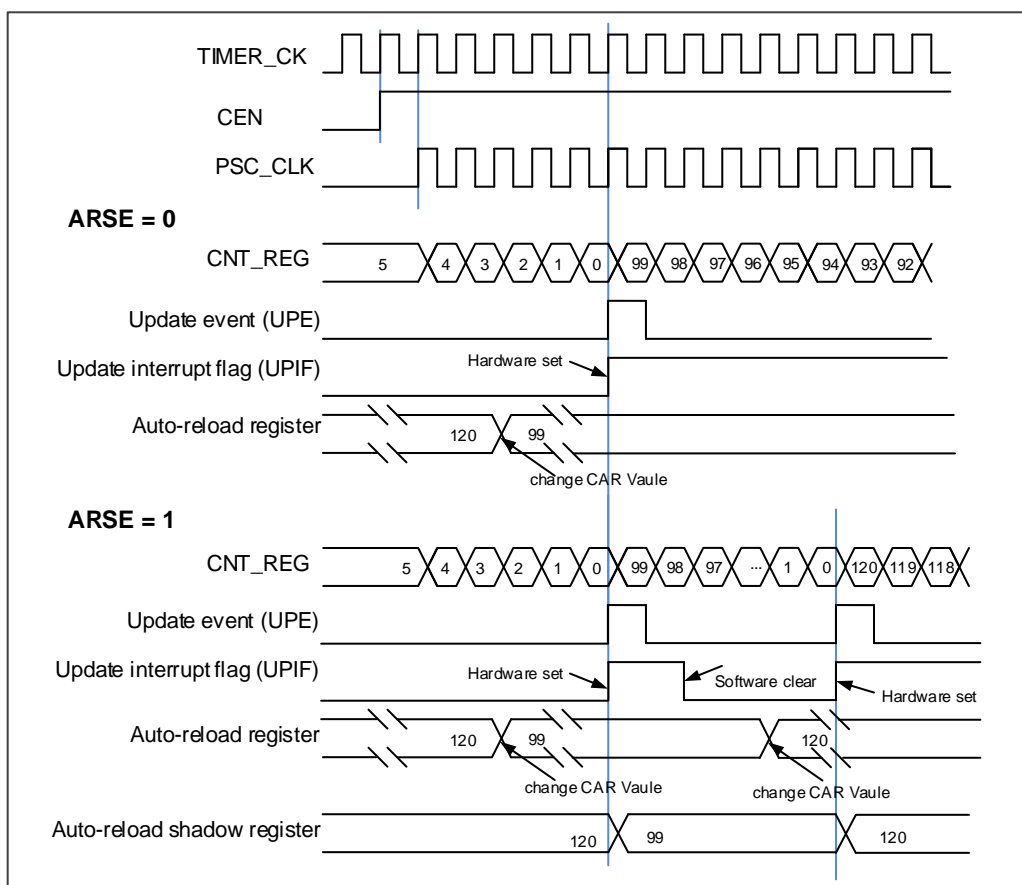 TIMER_CK
CEN
PSC_CLK
ARSE = 0
CNT_REG 5 4 3 2 1 0 99 98 97 96 95 94 93 92
Update event (UPE)
Update interrupt flag (UPIF) Hardware set
Auto-reload register 120 99
change CAR Vaule
ARSE = 1
CNT_REG 5 4 3 2 1 0 99 98 97 ... 1 0 120 119 118
Update event (UPE)
Update interrupt flag (UPIF) Hardware set Software clear Hardware set
Auto-reload register 120 99 120
change CAR Vaule change CAR Vaule
Auto-reload shadow register 120 99 120